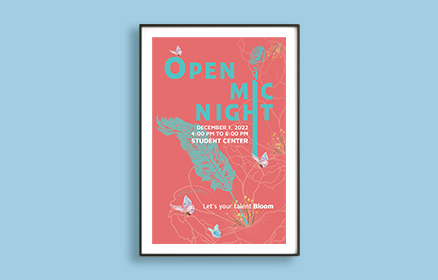 OPEN
MIC
NIGHT
DECEMBER 1, 2022
4:00 PM TO 6:00 PM
STUDENT CENTER
Let's your talent Bloom